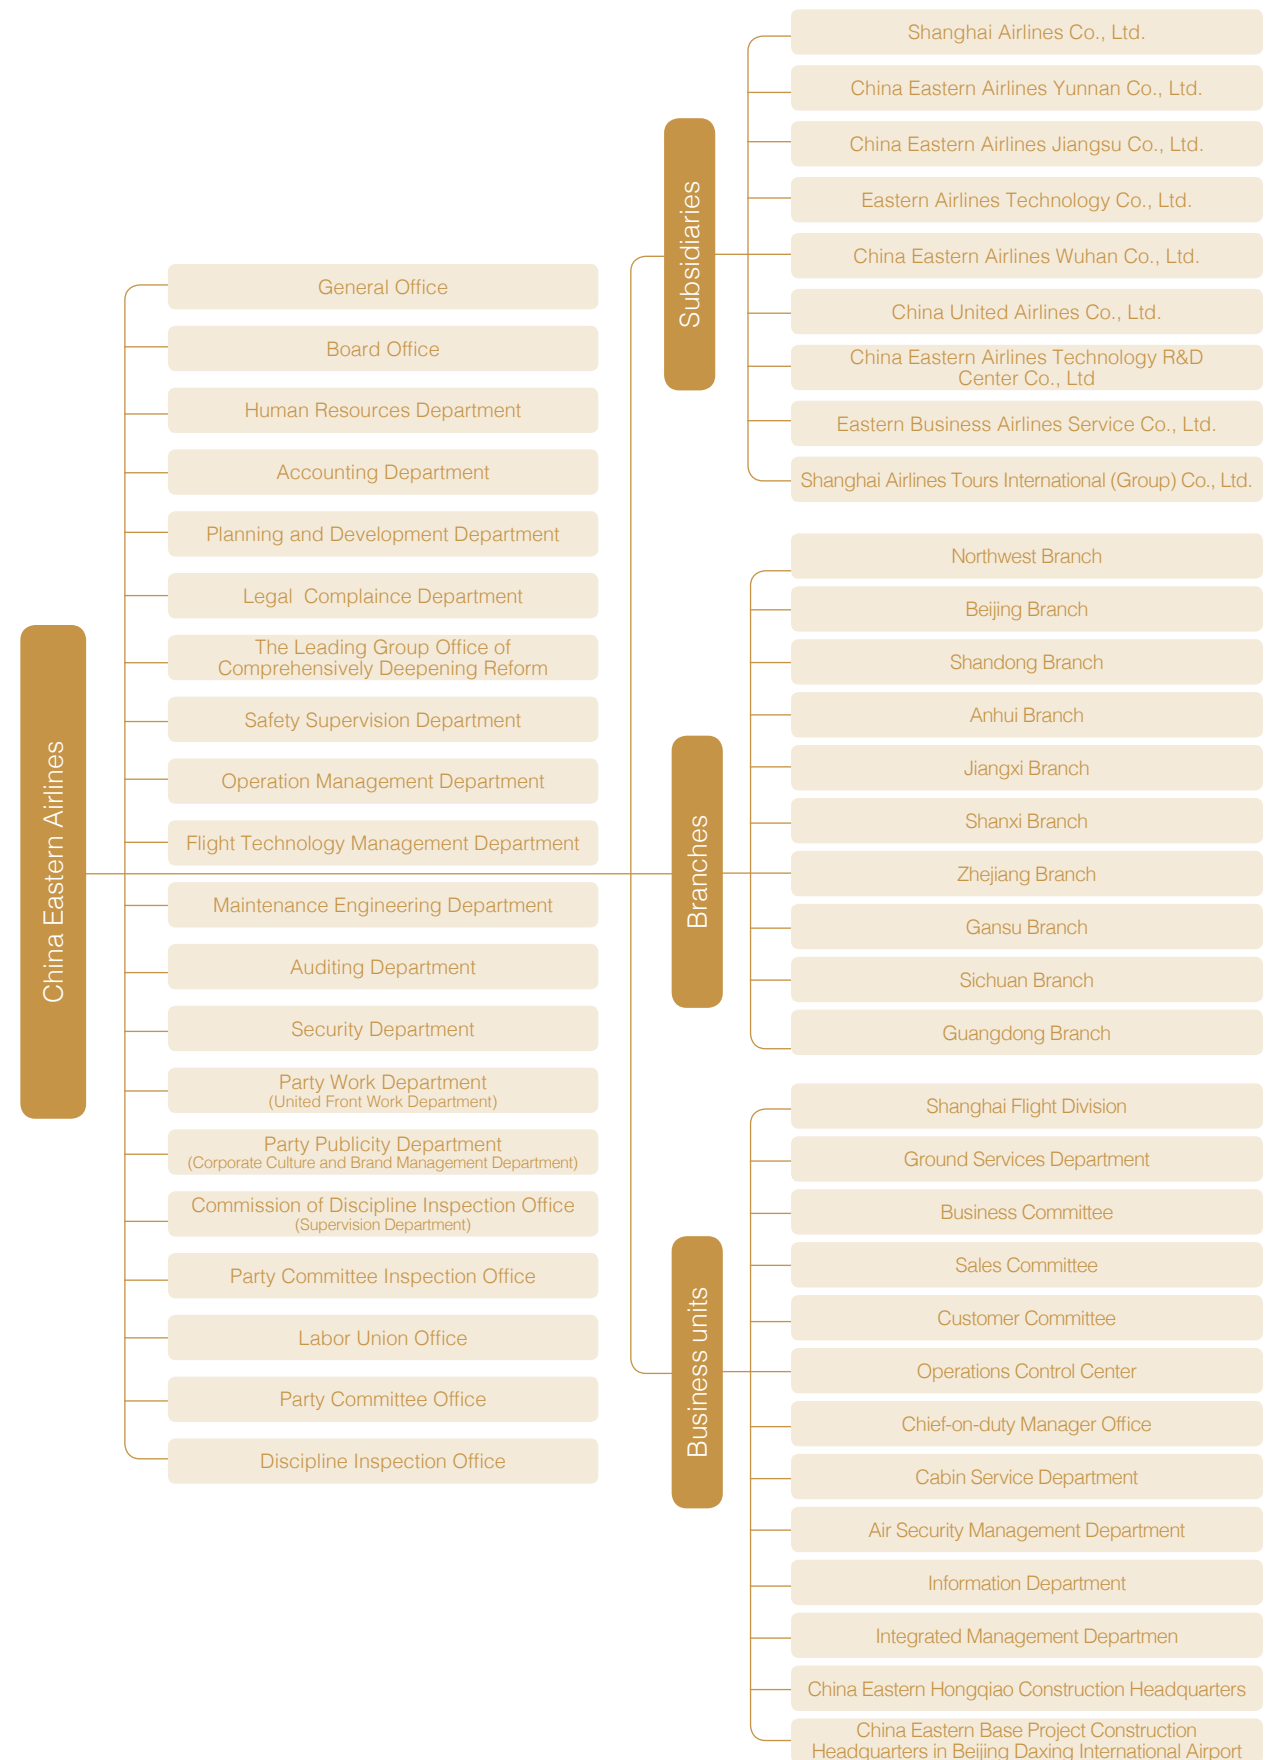 China Eastern Airlines
General Office
Board Office
Human Resources Department
Accounting Department
Planning and Development Department
Legal  Complaince Department
The Leading Group Office of
Comprehensively Deepening Reform
Safety Supervision Department
Operation Management Department
Flight Technology Management Department
Maintenance Engineering Department
Auditing Department
Security Department
Party Work Department
(United Front Work Department)
Party Publicity Department
(Corporate Culture and Brand Management Department)
Commission of Discipline Inspection Office
(Supervision Department)
Party Committee Inspection Office
Labor Union Office
Party Committee Office
Discipline Inspection Office
Subsidiaries
Shanghai Airlines Co., Ltd.
China Eastern Airlines Yunnan Co., Ltd.
China Eastern Airlines Jiangsu Co., Ltd.
Eastern Airlines Technology Co., Ltd.
China Eastern Airlines Wuhan Co., Ltd.
China United Airlines Co., Ltd.
China Eastern Airlines Technology R&D
Center Co., Ltd
Eastern Business Airlines Service Co., Ltd.
Shanghai Airlines Tours International (Group) Co., Ltd.
Branches
Northwest Branch
Beijing Branch
Shandong Branch
Anhui Branch
Jiangxi Branch
Shanxi Branch
Zhejiang Branch
Gansu Branch
Sichuan Branch
Guangdong Branch
Business units
Shanghai Flight Division
Ground Services Department
Business Committee
Sales Committee
Customer Committee
Operations Control Center
Chief-on-duty Manager Office
Cabin Service Department
Air Security Management Department
Information Department
Integrated Management Departmen
China Eastern Hongqiao Construction Headquarters
China Eastern Base Project Construction
Headquarters in Beijing Daxing International Airport